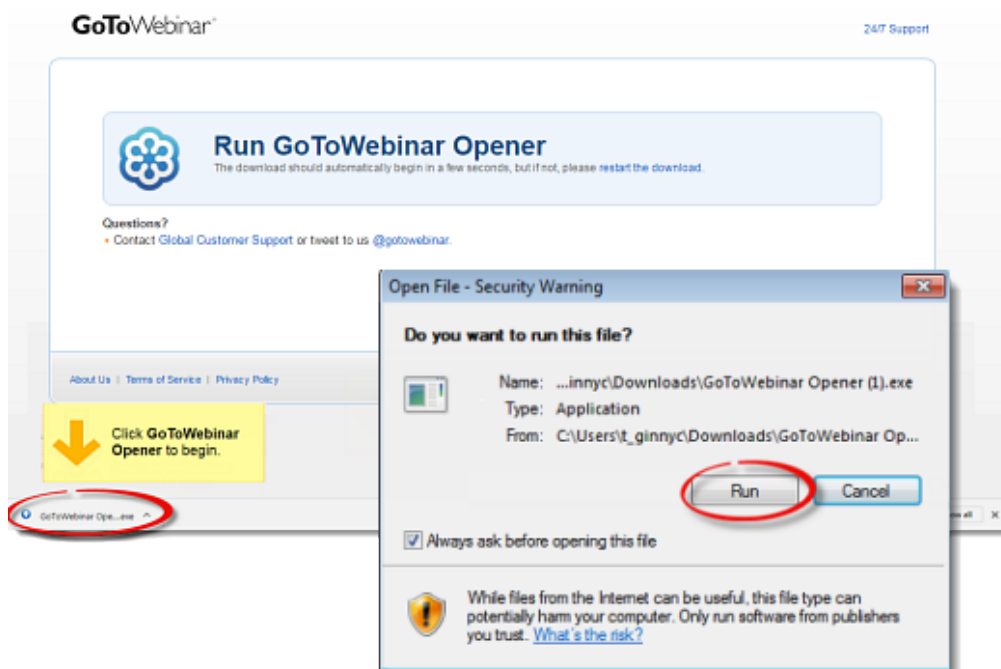 GoToWebinar
24/7 Support
Run GoToWebinar Opener
The download should automatically begin in a few seconds, but if not, please restart the download.
Questions?
• Contact Global Customer Support or tweet to us @gotowebinar.
About Us | Terms of Service | Privacy Policy
Click GoToWebinar
Opener to begin.
GoToWebinar Ope...exe
Open File - Security Warning
Do you want to run this file?
Name: ...innyc\Downloads\GoToWebinar Opener (1).exe
Type: Application
From: C:\Users\t_ginnyc\Downloads\GoToWebinar Op...
Run
Cancel
all
Always ask before opening this file
While files from the Internet can be useful, this file type can
potentially harm your computer. Only run software from publishers
you trust. What's the risk?